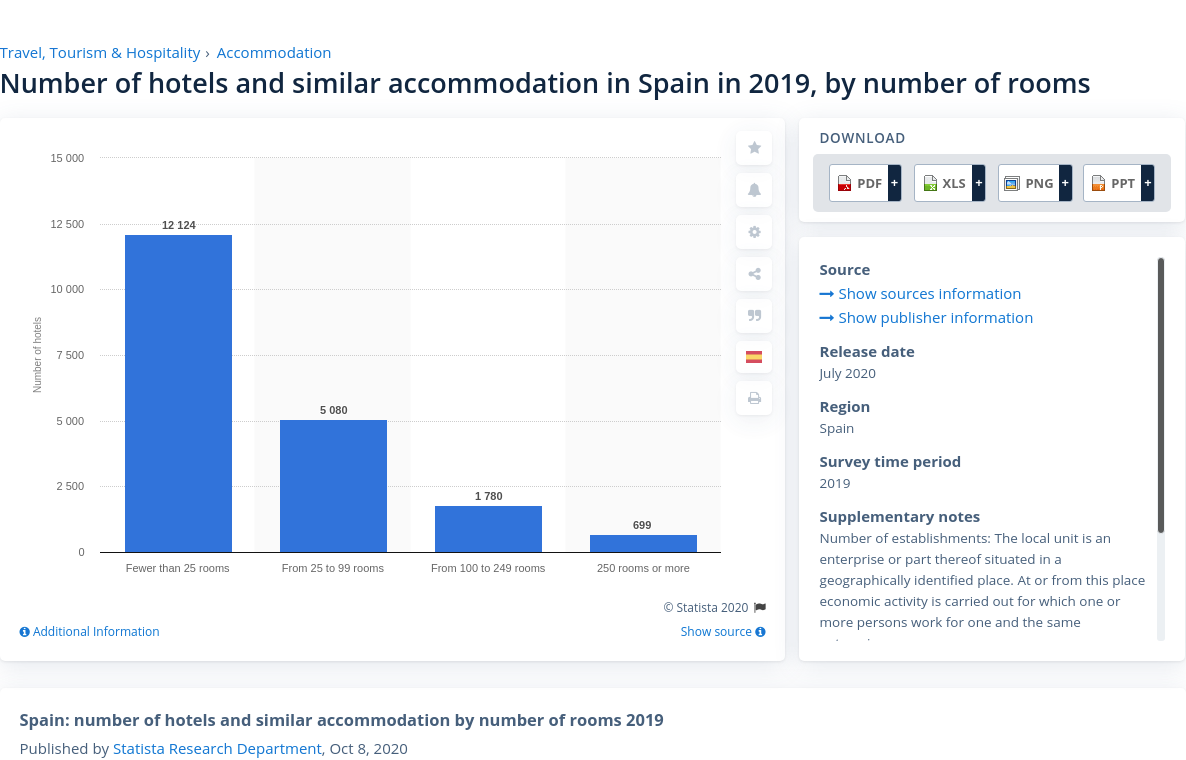 Travel, Tourism & Hospitality › Accommodation
Number of hotels and similar accommodation in Spain in 2019, by number of rooms
15 000
12 500
10 000
7 500
5 000
2 500
0
Number of hotels
12 124
5 080
1 780
699
Fewer than 25 rooms
From 25 to 99 rooms
From 100 to 249 rooms
250 rooms or more
© Statista 2020
Additional Information
Show source
DOWNLOAD
PDF +
XLS +
PNG +
PPT +
Source
Show sources information
Show publisher information
Release date
July 2020
Region
Spain
Survey time period
2019
Supplementary notes
Number of establishments: The local unit is an
enterprise or part thereof situated in a
geographically identified place. At or from this place
economic activity is carried out for which one or
more persons work for one and the same
Spain: number of hotels and similar accommodation by number of rooms 2019
Published by Statista Research Department, Oct 8, 2020